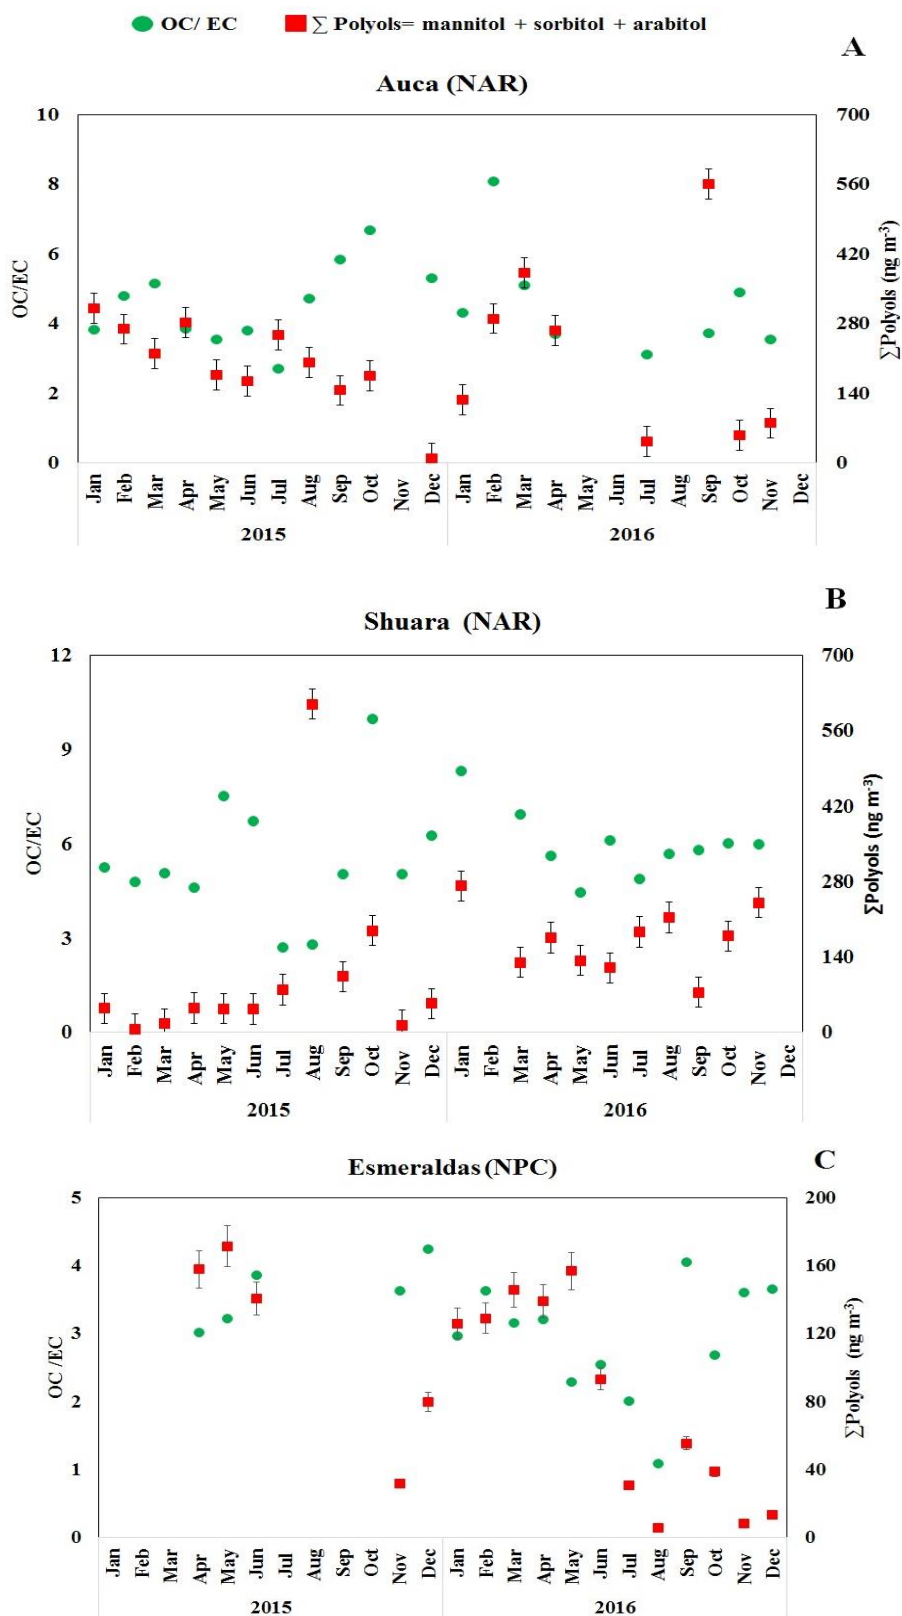 OC/ EC ∑ Polyols= mannitol + sorbitol + arabitol
A
Auca (NAR)
10 700
8 560
6 420
4 280
2 140
0 0
OC/EC
∑Polyols (ng m-3)
Jan Feb Mar Apr May Jun Jul Aug Sep Oct Nov Dec Jan Feb Mar Apr May Jun Jul Aug Sep Oct Nov Dec
2015 2016
B
Shuara (NAR)
12 700
560
9
420
6
280
3
140
0 0
OC/EC
∑Polyols (ng m-3)
Jan Feb Mar Apr May Jun Jul Aug Sep Oct Nov Dec Jan Feb Mar Apr May Jun Jul Aug Sep Oct Nov Dec
2015 2016
C
Esmeraldas (NPC)
5 200
4 160
3 120
2 80
1 40
0 0
OC /EC
∑Polyols (ng m-3)
Jan Feb Mar Apr May Jun Jul Aug Sep Oct Nov Dec Jan Feb Mar Apr May Jun Jul Aug Sep Oct Nov Dec
2015 2016